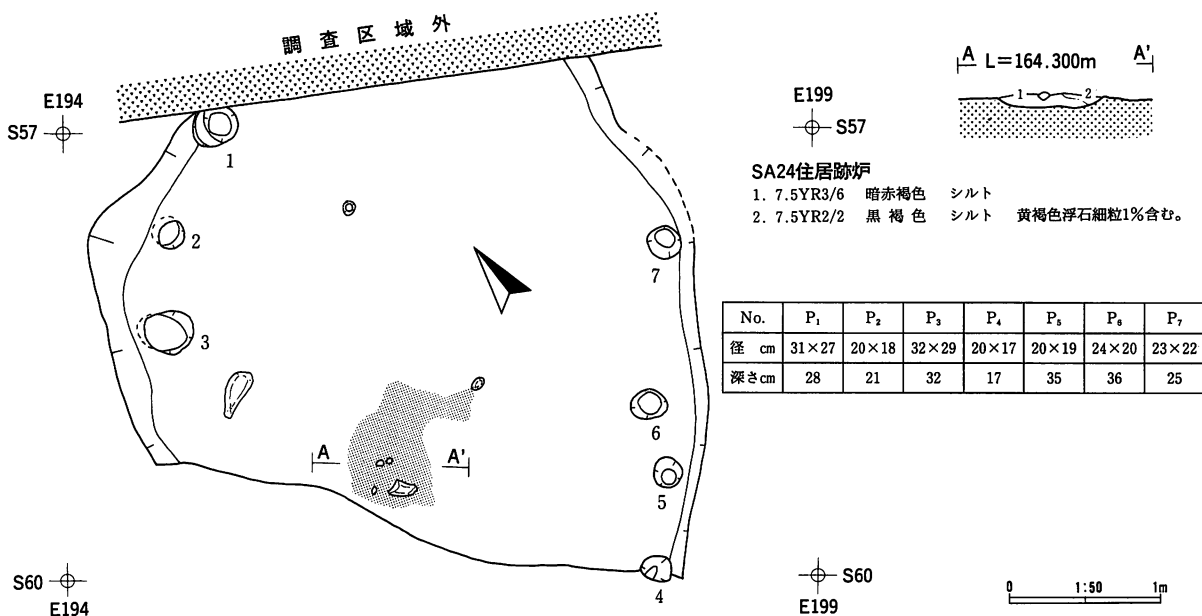 調査区域外
E194
S57
1
2
3
7
6
5
4
A A'
S60
E194
A L=164.300m A'
1 2
E199
S57
SA24住居跡炉
1. 7.5YR3/6 暗赤褐色 シルト
2. 7.5YR2/2 黒褐色 シルト 黄褐色浮石細粒1%含む。
No. P₁ P₂ P₃ P₄ P₅ P₆ P₇
径 cm 31×27 20×18 32×29 20×17 20×19 24×20 23×22
深さcm 28 21 32 17 35 36 25
S60
E199
0 1:50 1m